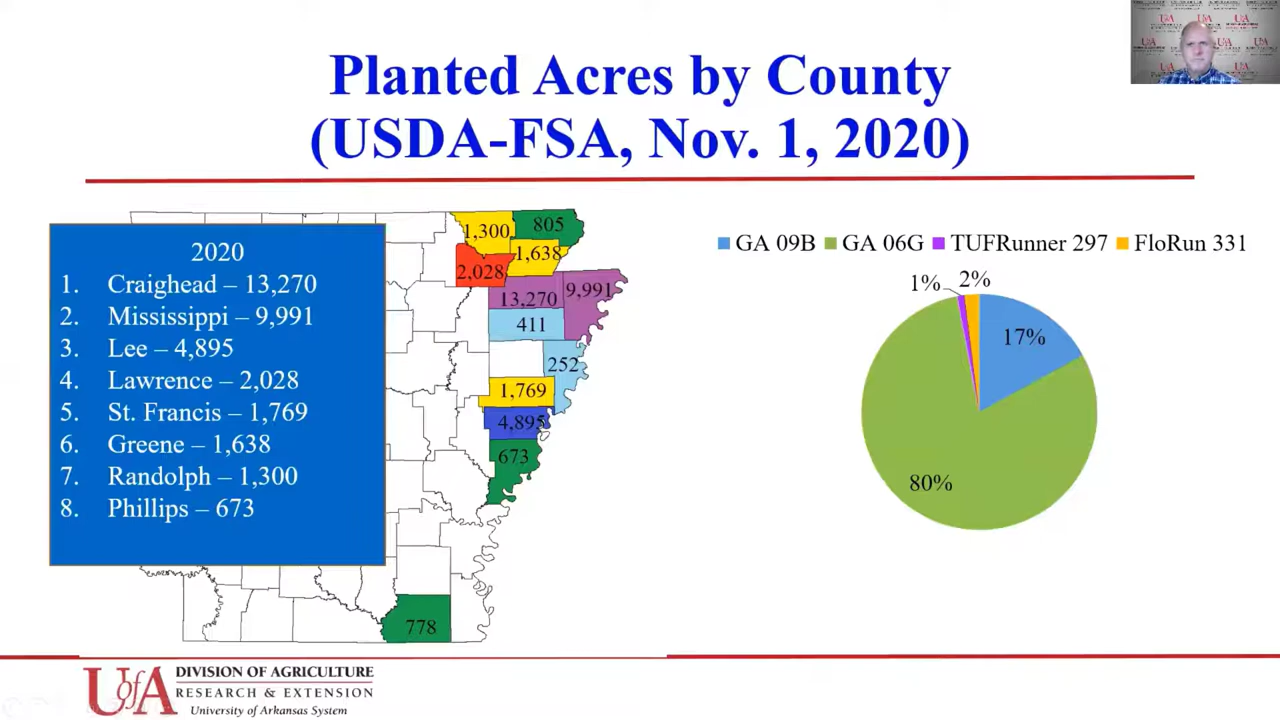 Planted Acres by County
(USDA-FSA, Nov. 1, 2020)
2020
1. Craighead – 13,270
2. Mississippi – 9,991
3. Lee – 4,895
4. Lawrence – 2,028
5. St. Francis – 1,769
6. Greene – 1,638
7. Randolph – 1,300
8. Phillips – 673
1,300
805
1,638
2,028
13,270
9,991
411
252
1,769
4,895
673
778
GA 09B GA 06G TUFRunner 297 FloRun 331
1%
2%
17%
80%
UofA
DIVISION OF AGRICULTURE
RESEARCH & EXTENSION
University of Arkansas System